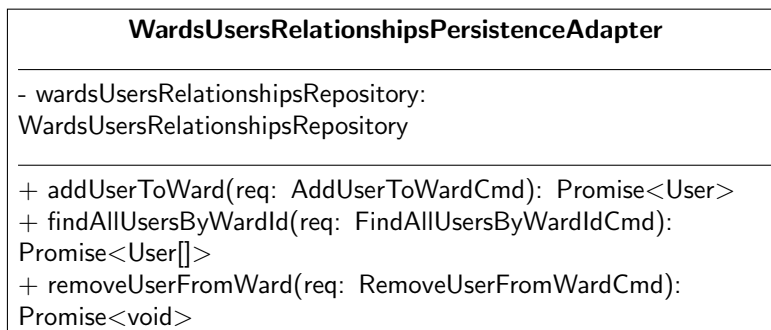 WardsUsersRelationshipsPersistenceAdapter
- wardsUsersRelationshipsRepository:
WardsUsersRelationshipsRepository
+ addUserToWard(req: AddUserToWardCmd): Promise<User>
+ findAllUsersByWardId(req: FindAllUsersByWardIdCmd):
Promise<User[]>
+ removeUserFromWard(req: RemoveUserFromWardCmd):
Promise<void>